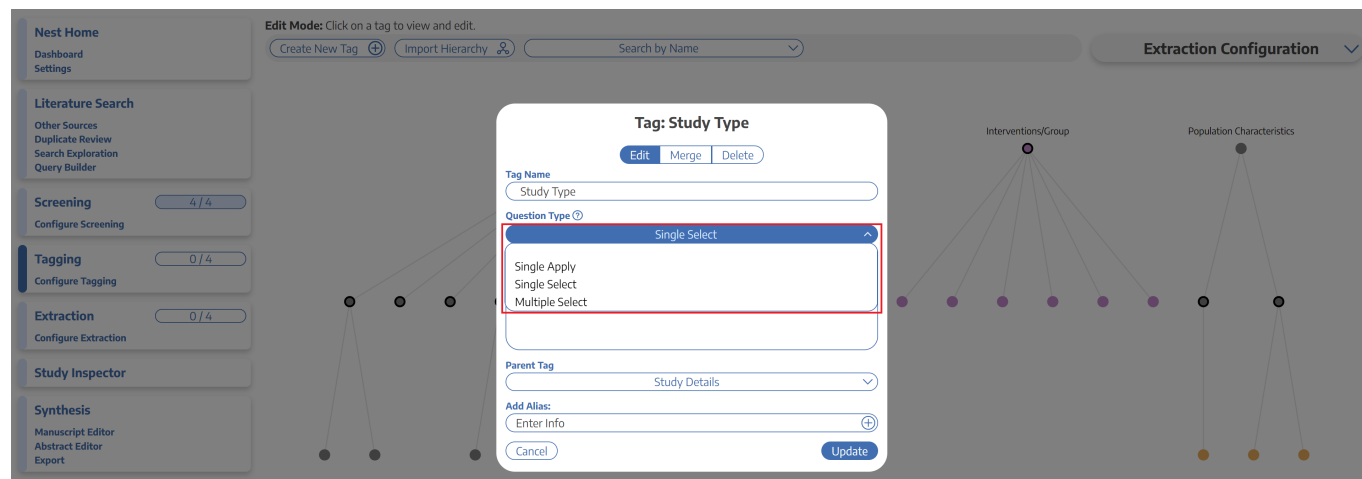 Nest Home
Dashboard
Settings
Literature Search
Other Sources
Duplicate Review
Search Exploration
Query Builder
Screening 4/4
Configure Screening
Tagging 0/4
Configure Tagging
Extraction 0/4
Configure Extraction
Study Inspector
Synthesis
Manuscript Editor
Abstract Editor
Export
Edit Mode: Click on a tag to view and edit.
Create New Tag Import Hierarchy Search by Name
Extraction Configuration
Interventions/Group
Population Characteristics
Tag: Study Type
Edit Merge Delete
Tag Name
Study Type
Question Type ?
Single Select
Single Apply
Single Select
Multiple Select
Parent Tag
Study Details
Add Alias:
Enter Info
Cancel Update